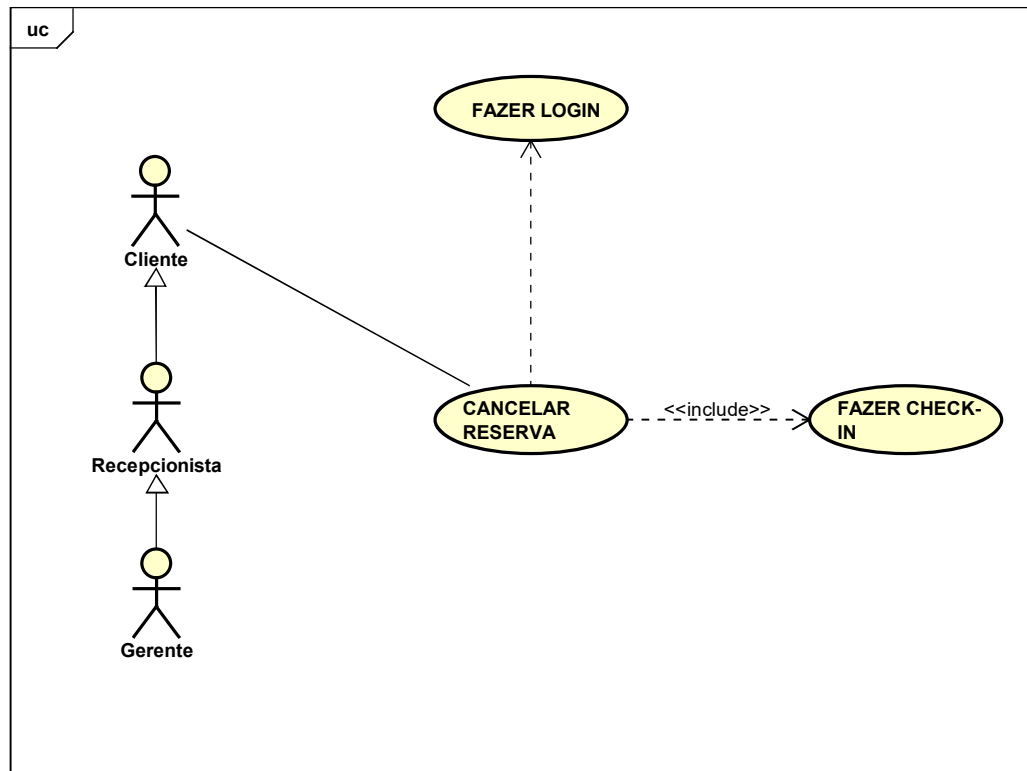 uc
FAZER LOGIN
Cliente
CANCELAR
RESERVA
<<include>>
FAZER CHECK-
IN
Recepcionista
Gerente